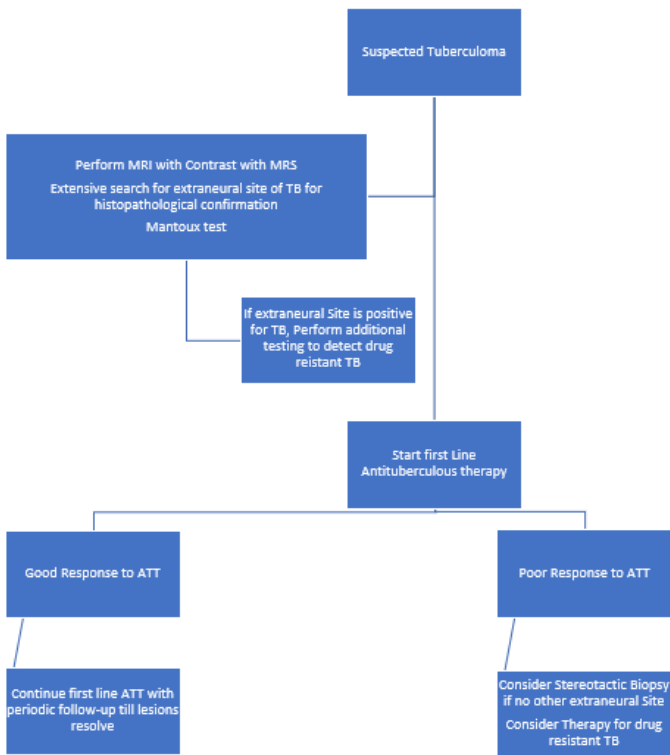 Suspected Tuberculoma
Perform MRI with Contrast with MRS
Extensive search for extraneural site of TB for
histopathological confirmation
Mantoux test
If extraneural Site is positive
for TB, Perform additional
testing to detect drug
reistant TB
Start first Line
Antituberculous therapy
Good Response to ATT
Poor Response to ATT
Continue first line ATT with
periodic follow-up till lesions
resolve
Consider Stereotactic Biopsy
if no other extraneural Site
Consider Therapy for drug
resistant TB